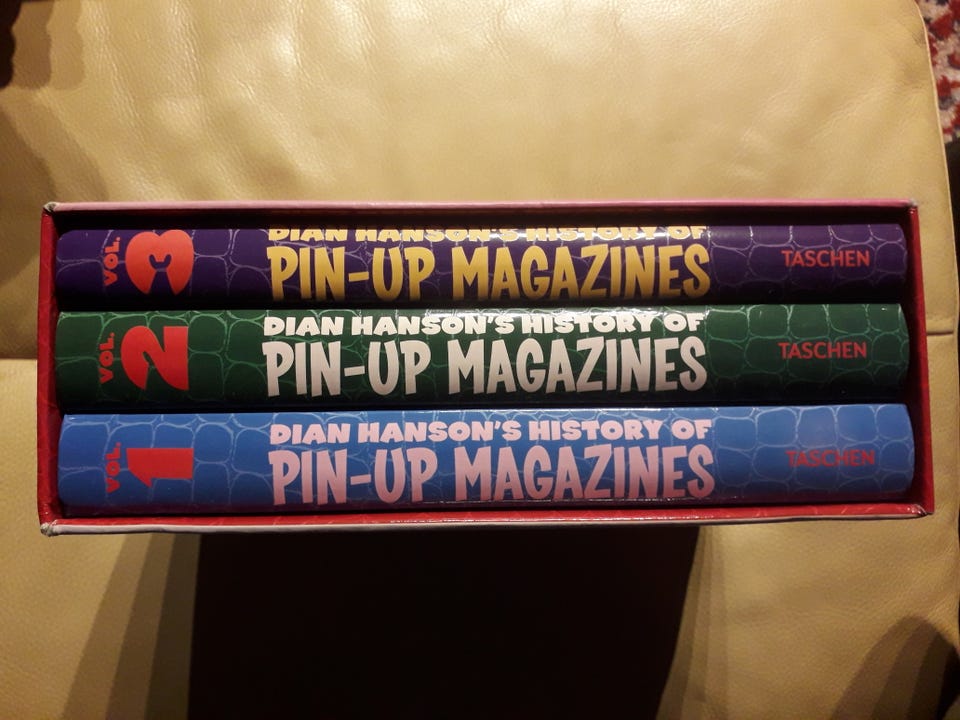 VOL. 3
DIAN HANSON'S HISTORY OF
PIN-UP MAGAZINES
TASCHEN
VOL. 2
DIAN HANSON'S HISTORY OF
PIN-UP MAGAZINES
TASCHEN
VOL. 1
DIAN HANSON'S HISTORY OF
PIN-UP MAGAZINES
TASCHEN